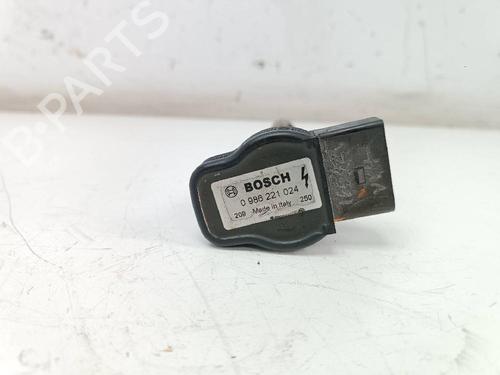 B-PARTS
BOSCH
0 986 221 024
209 Made in Italy 250